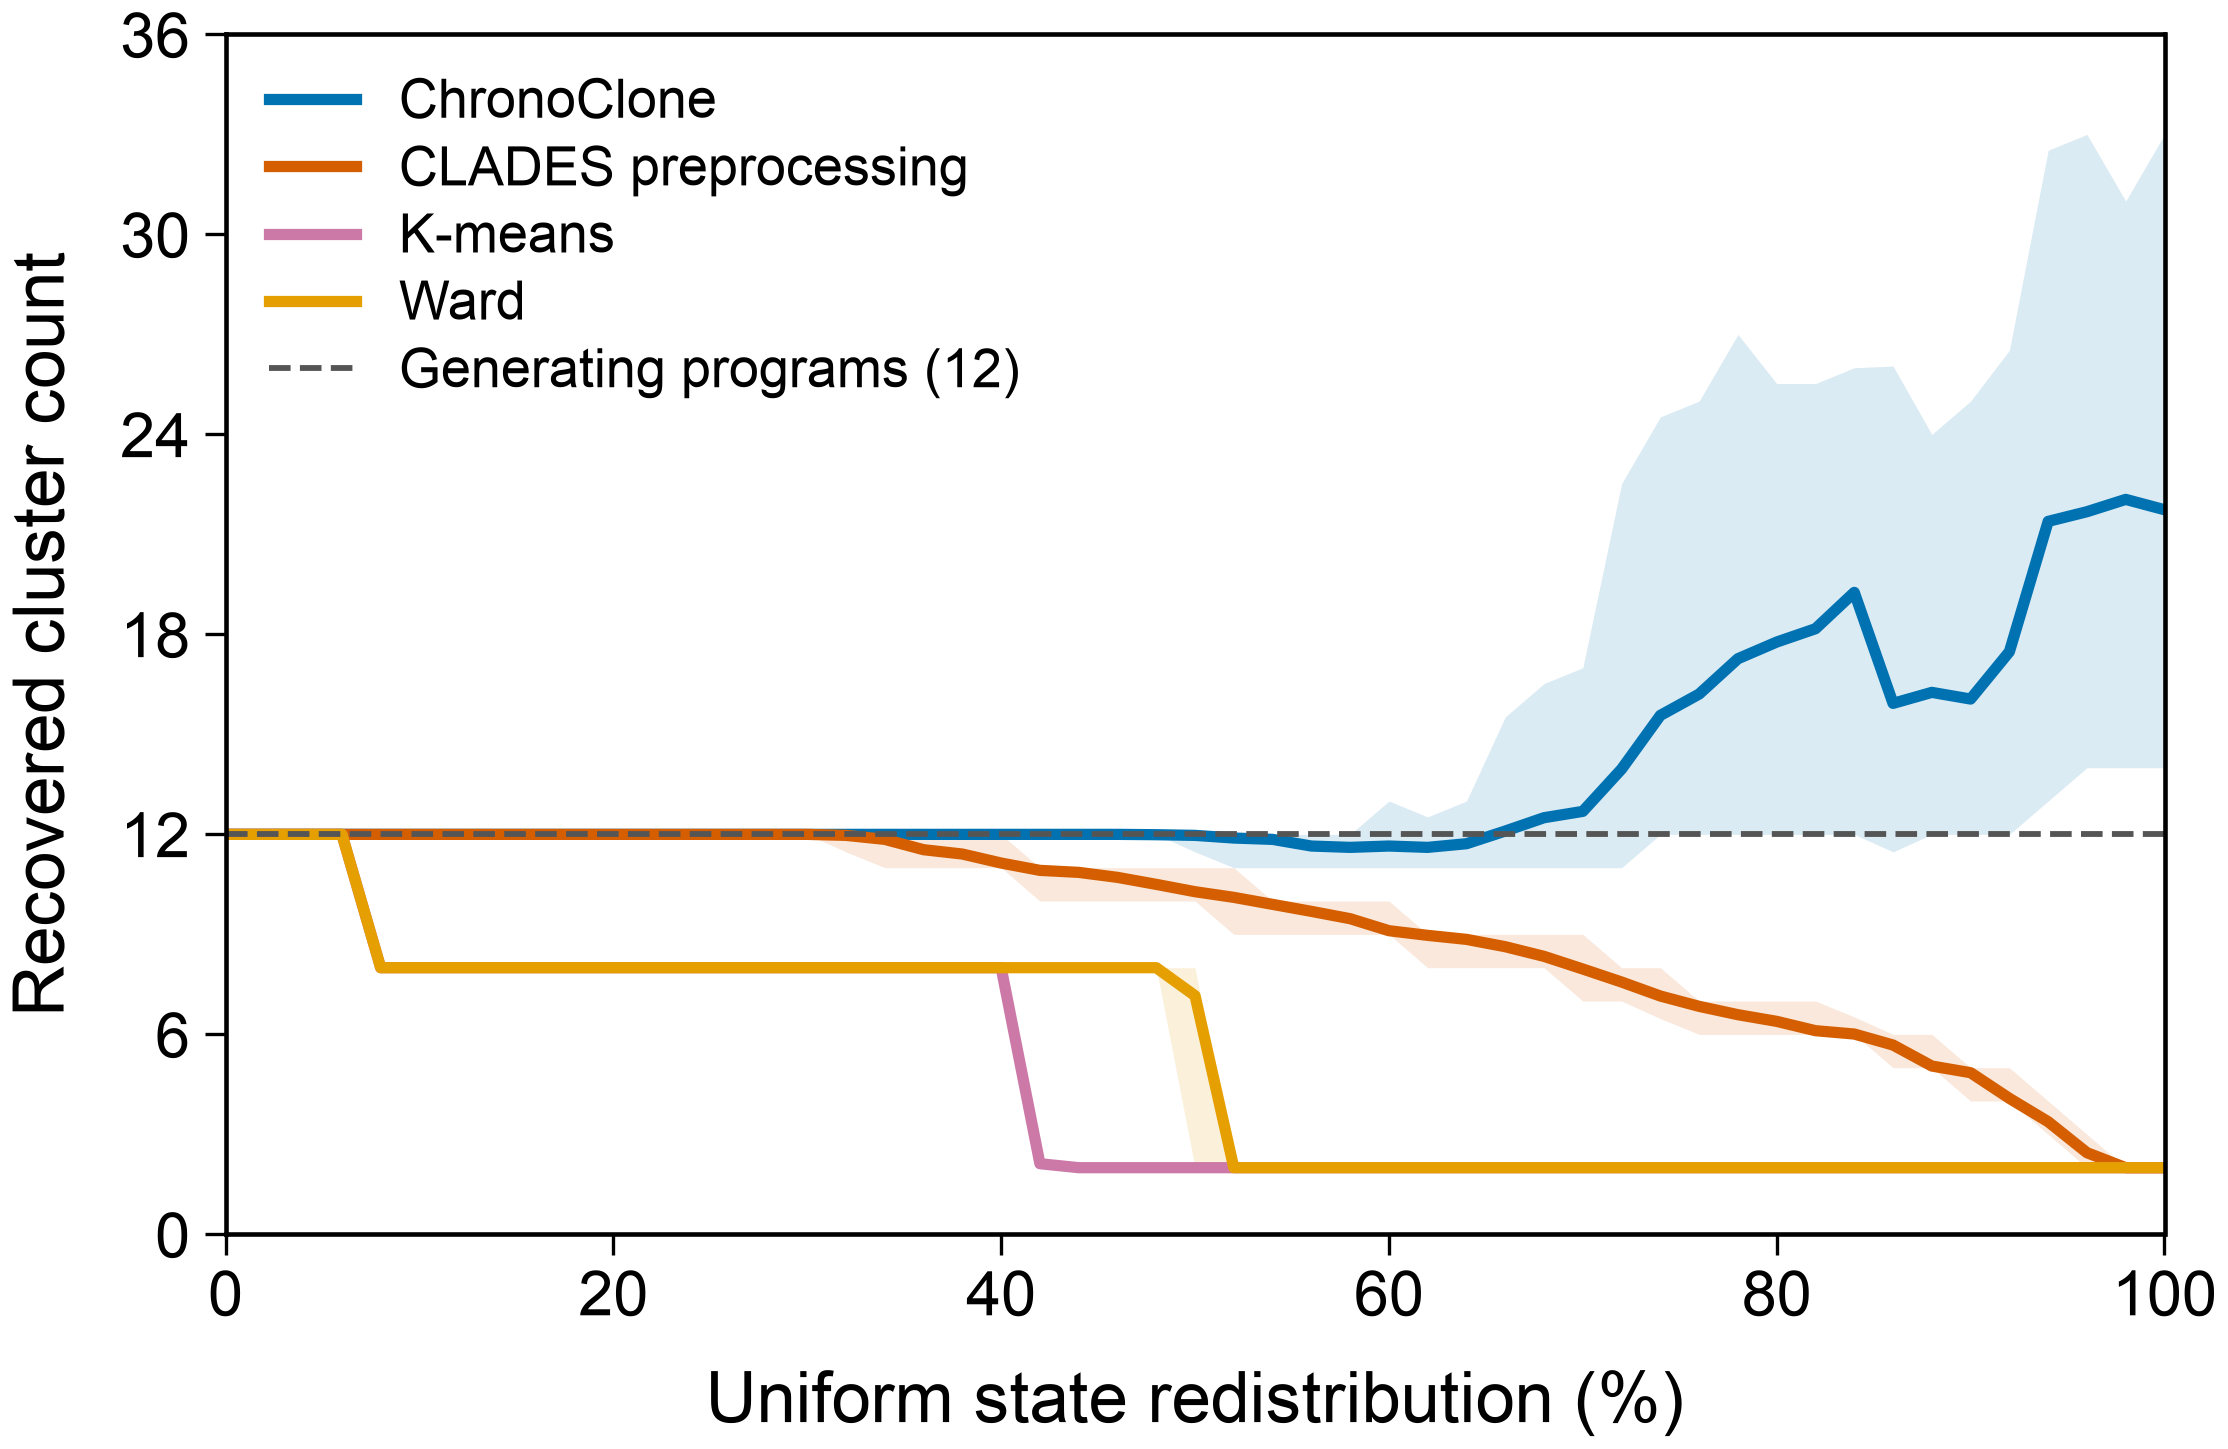 Recovered cluster count
36
30
24
18
12
6
0
ChronoClone
CLADES preprocessing
K-means
Ward
Generating programs (12)
0 20 40 60 80 100
Uniform state redistribution (%)